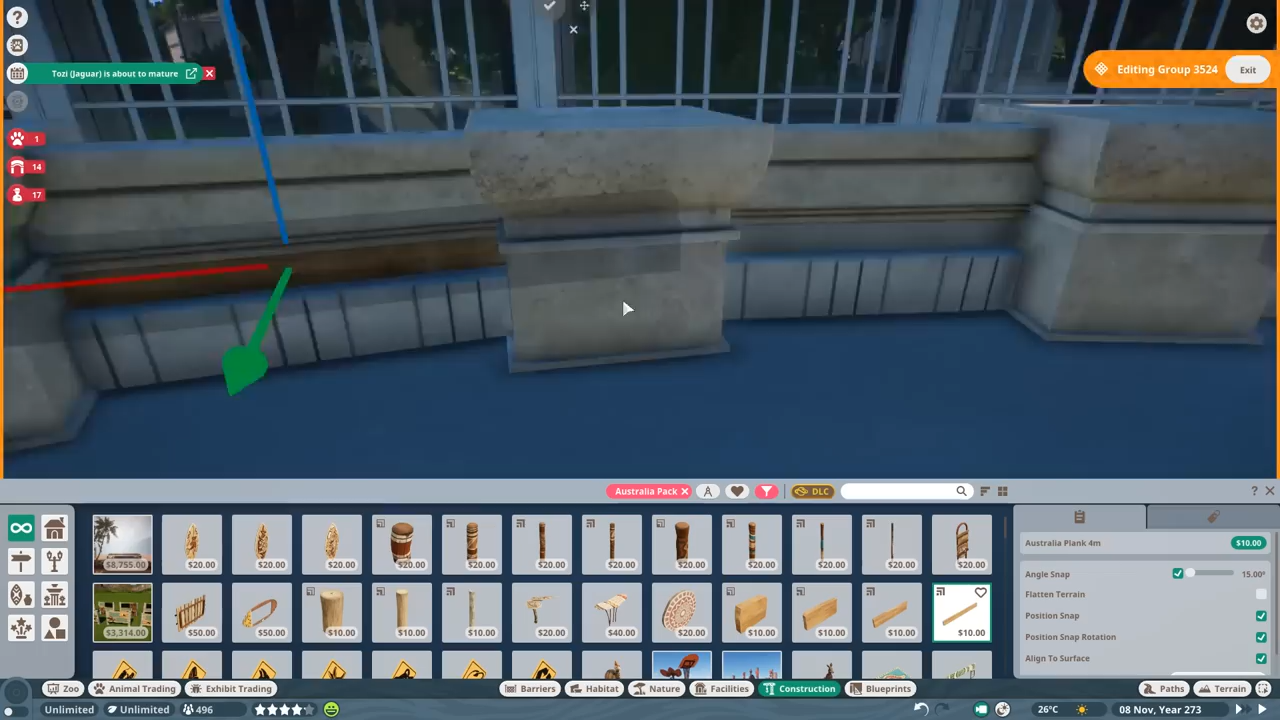 Tozi (Jaguar) is about to mature
Editing Group 3524
Exit
1
14
17
Australia Pack
DLC
$8,755.00
$20.00
$20.00
$20.00
$20.00
$20.00
$20.00
$20.00
$20.00
$20.00
$20.00
$20.00
$20.00
$3,314.00
$50.00
$50.00
$10.00
$10.00
$10.00
$20.00
$40.00
$20.00
$10.00
$10.00
$10.00
$10.00
Australia Plank 4m
$10.00
Angle Snap
15.00°
Flatten Terrain
Position Snap
Position Snap Rotation
Align To Surface
Zoo
Animal Trading
Exhibit Trading
Barriers
Habitat
Nature
Facilities
Construction
Blueprints
Paths
Terrain
Unlimited
Unlimited
496
26°C
08 Nov, Year 273